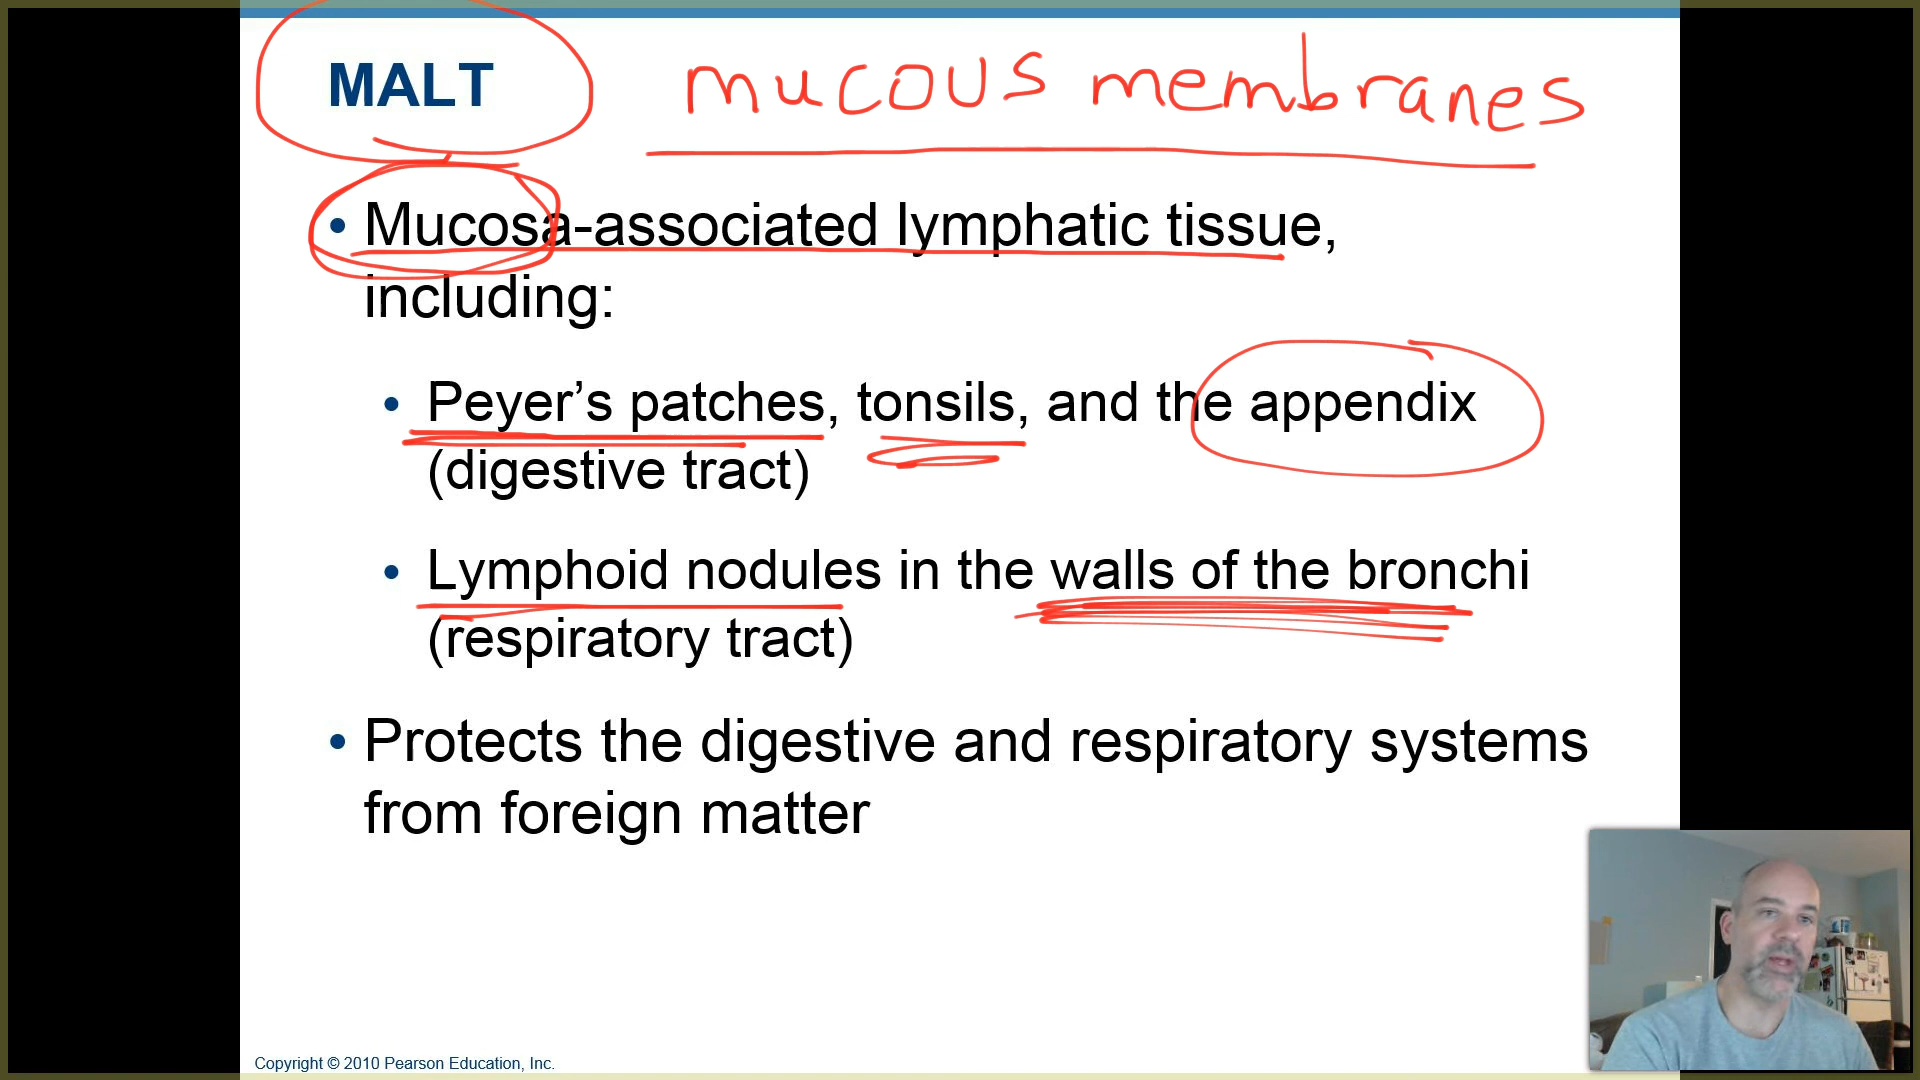 MALT mucous membranes
• Mucosa-associated lymphatic tissue,
including:
• Peyer’s patches, tonsils, and the appendix
(digestive tract)
• Lymphoid nodules in the walls of the bronchi
(respiratory tract)
• Protects the digestive and respiratory systems
from foreign matter
Copyright © 2010 Pearson Education, Inc.